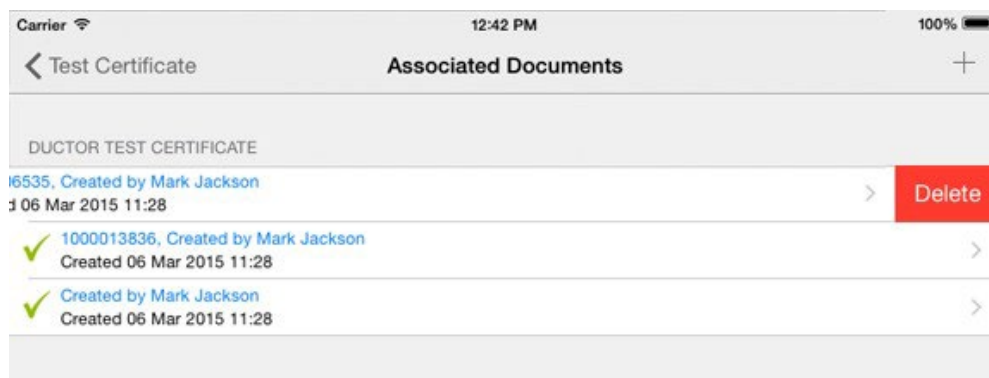 Carrier 12:42 PM 100%
Test Certificate Associated Documents +
DUCTOR TEST CERTIFICATE
6535, Created by Mark Jackson
d 06 Mar 2015 11:28
Delete
1000013836, Created by Mark Jackson
Created 06 Mar 2015 11:28
Created by Mark Jackson
Created 06 Mar 2015 11:28